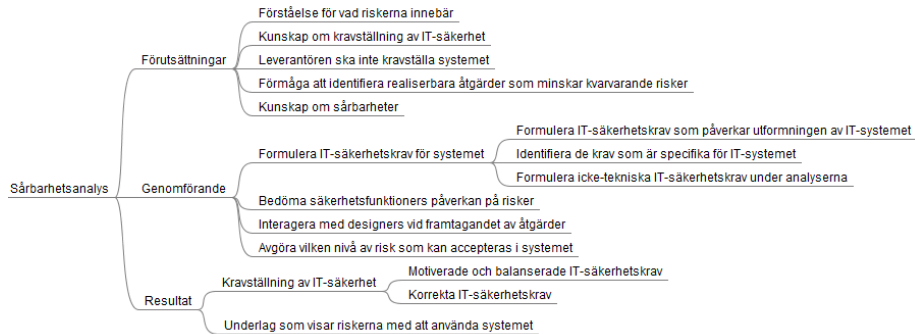 Förståelse för vad riskerna innebär
Kunskap om kravställning av IT-säkerhet
Förutsättningar
Leverantören ska inte kravställa systemet
Förmåga att identifiera realiserbara åtgärder som minskar kvarvarande risker
Kunskap om sårbarheter
Formulera IT-säkerhetskrav som påverkar utformningen av IT-systemet
Formulera IT-säkerhetskrav för systemet
Identifiera de krav som är specifika för IT-systemet
Formulera icke-tekniska IT-säkerhetskrav under analyserna
Sårbarhetsanalys
Genomförande
Bedöma säkerhetsfunktioners påverkan på risker
Interagera med designers vid framtagandet av åtgärder
Avgöra vilken nivå av risk som kan accepteras i systemet
Motiverade och balanserade IT-säkerhetskrav
Kravställning av IT-säkerhet
Korrekta IT-säkerhetskrav
Resultat
Underlag som visar riskerna med att använda systemet